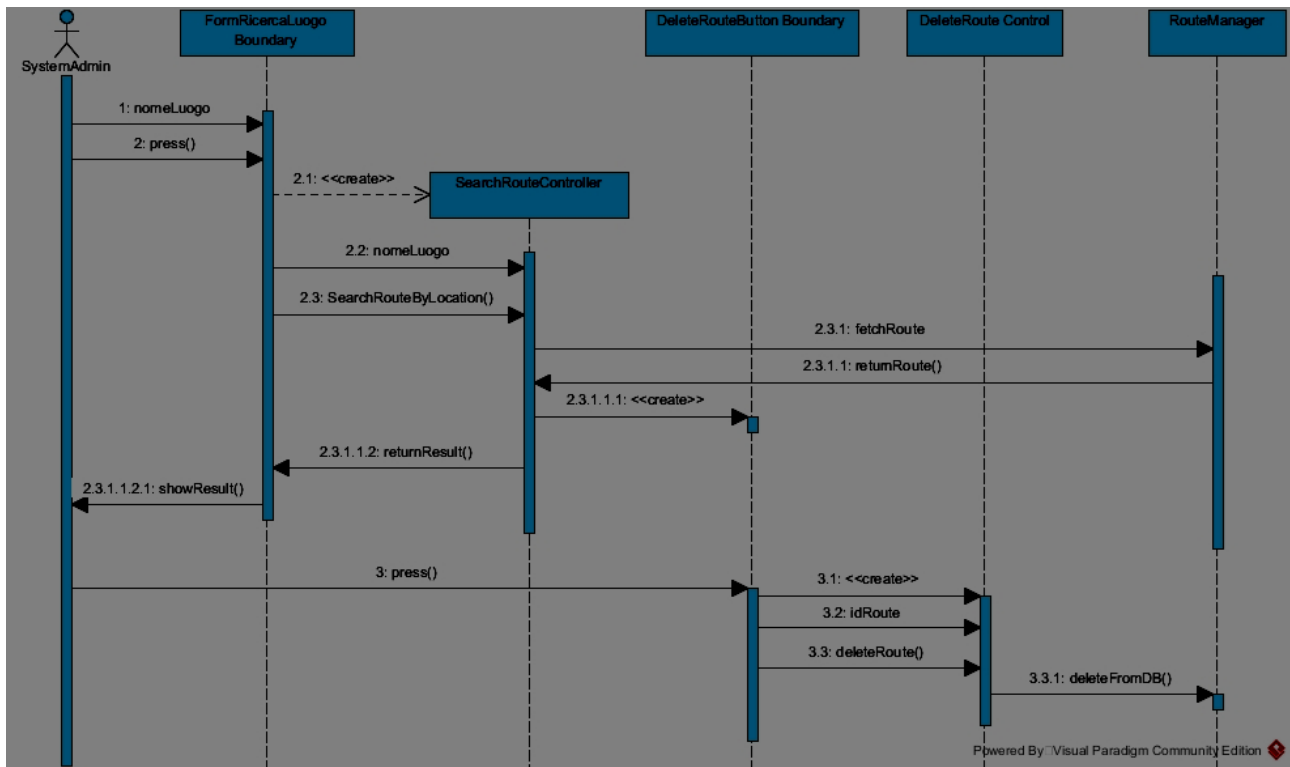 FormRicercaLuogo
Boundary
DeleteRouteButton Boundary
DeleteRoute Control
RouteManager
SystemAdmin
1: nomeLuogo
2: press()
2.1: <<create>>
SearchRouteController
2.2: nomeLuogo
2.3: SearchRouteByLocation()
2.3.1: fetchRoute
2.3.1.1: returnRoute()
2.3.1.1.1: <<create>>
2.3.1.1.2: returnResult()
2.3.1.1.2.1: showResult()
3: press()
3.1: <<create>>
3.2: idRoute
3.3: deleteRoute()
3.3.1: deleteFromDB()
Powered By Visual Paradigm Community Edition